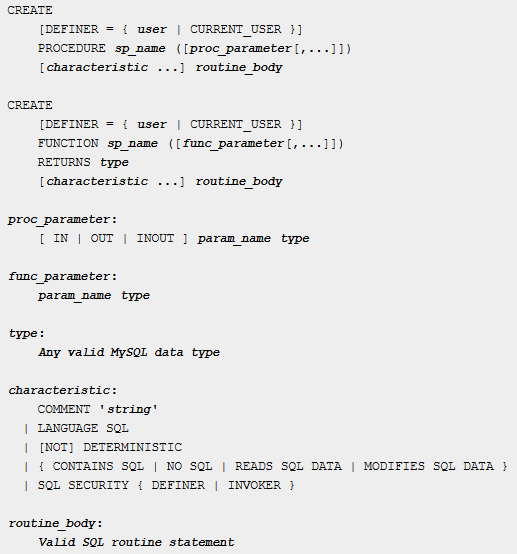 CREATE
    [DEFINER = { user | CURRENT_USER }]
    PROCEDURE sp_name ([proc_parameter[,...]])
    [characteristic ...] routine_body

CREATE
    [DEFINER = { user | CURRENT_USER }]
    FUNCTION sp_name ([func_parameter[,...]])
    RETURNS type
    [characteristic ...] routine_body

proc_parameter:
    [ IN | OUT | INOUT ] param_name type

func_parameter:
    param_name type

type:
    Any valid MySQL data type

characteristic:
    COMMENT 'string'
  | LANGUAGE SQL
  | [NOT] DETERMINISTIC
  | { CONTAINS SQL | NO SQL | READS SQL DATA | MODIFIES SQL DATA }
  | SQL SECURITY { DEFINER | INVOKER }

routine_body:
    Valid SQL routine statement